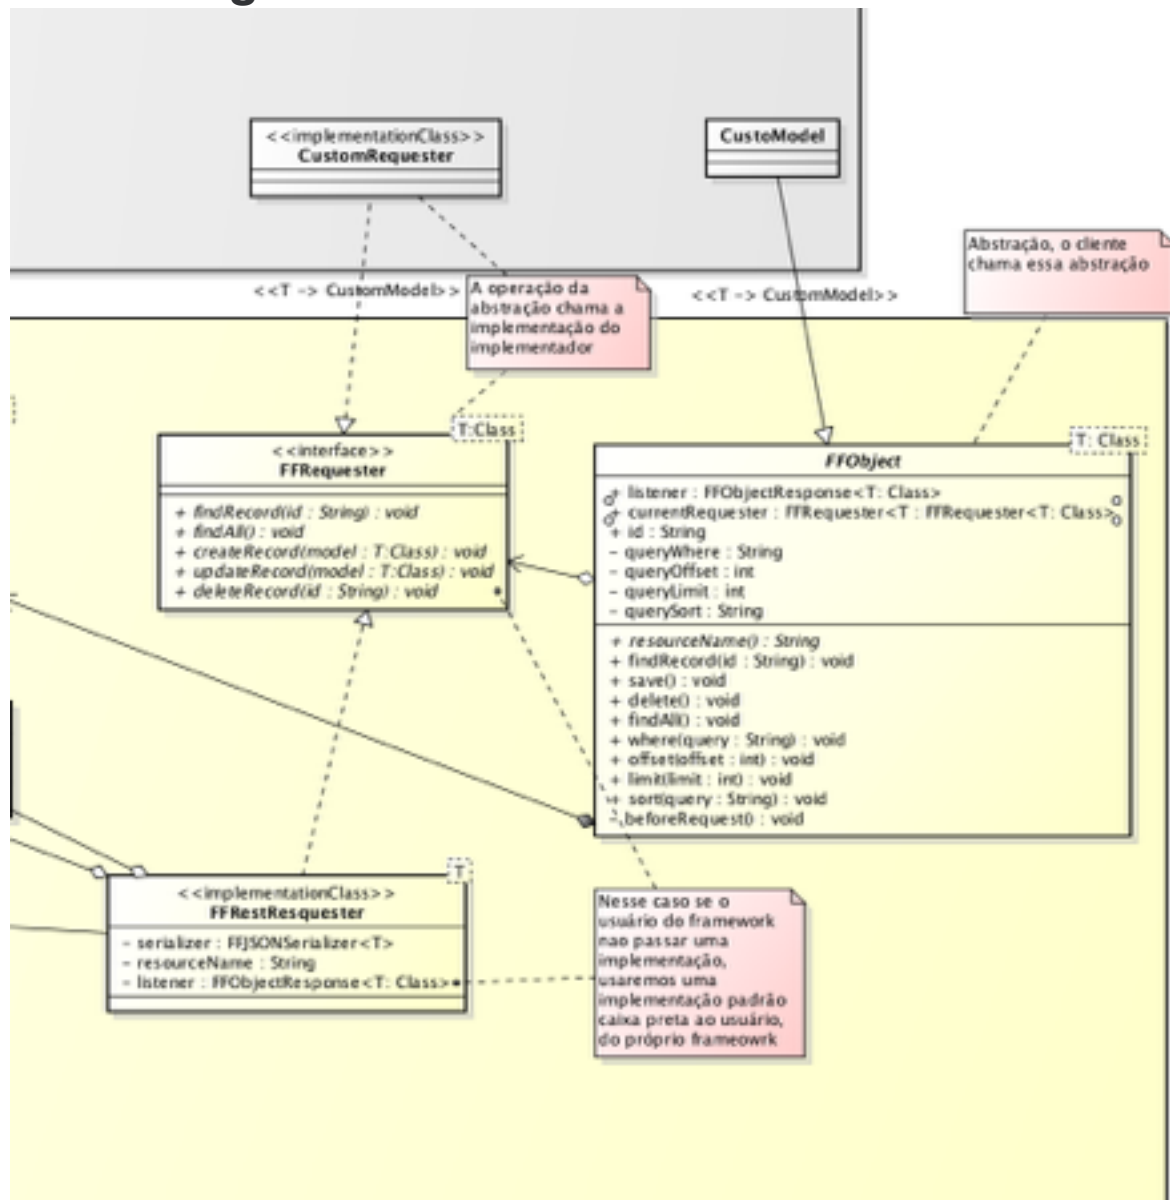 g
<<implementationClass>>
CustomRequester
CustoModel
Abstração, o cliente
chama essa abstração
<<T -> CustomModel>>
A operação da
abstração chama a
implementação do
implementador
<<T -> CustomModel>>
T:Class
<<interface>>
FFRequester
+ findRecord(id : String) : void
+ findAll() : void
+ createRecord(model : T:Class) : void
+ updateRecord(model : T:Class) : void
+ deleteRecord(id : String) : void
T: Class
FFObject
+ listener : FFObjectResponse<T: Class>
+ currentRequester : FFRequester<T : FFRequester<T: Class>
+ id : String
- queryWhere : String
- queryOffset : int
- queryLimit : int
- querySort : String
+ resourceName() : String
+ findRecord(id : String) : void
+ save() : void
+ delete() : void
+ findAll() : void
+ where(query : String) : void
+ offset(offset : int) : void
+ limit(limit : int) : void
+ sort(query : String) : void
- beforeRequest() : void
T
<<implementationClass>>
FFRestResquester
- serializer : FFJSONSerializer<T>
- resourceName : String
- listener : FFObjectResponse<T: Class>
Nesse caso se o
usuário do framework
nao passar uma
implementação,
usaremos uma
implementação padrão
caixa preta ao usuário,
do próprio frameowrk